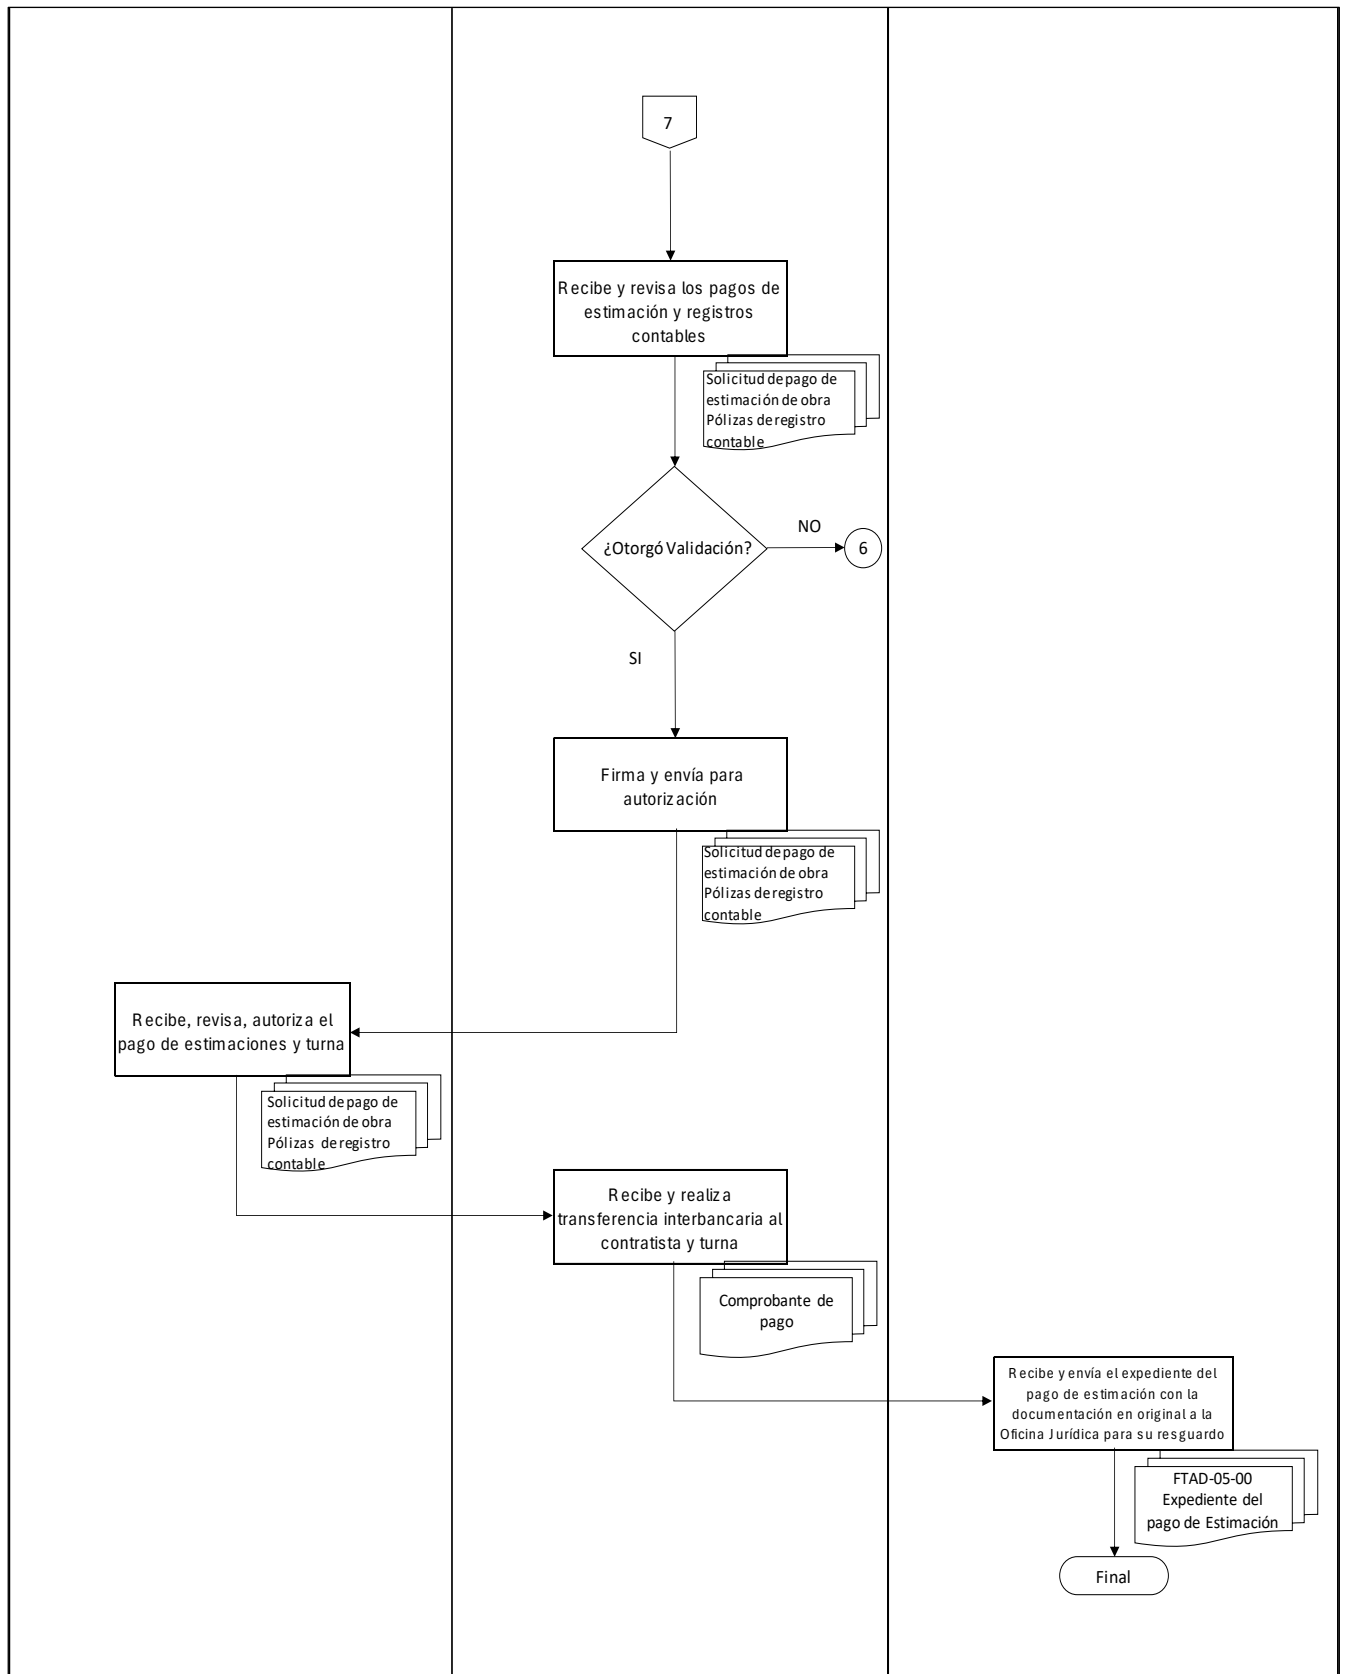 7
Recibe y revisa los pagos de
estimación y registros
contables
Solicitud de pago de
estimación de obra
Pólizas de registro
contable
¿Otorgó Validación?
NO
6
SI
Firma y envía para
autorización
Solicitud de pago de
estimación de obra
Pólizas de registro
contable
Recibe, revisa, autoriza el
pago de estimaciones y turna
Solicitud de pago de
estimación de obra
Pólizas de registro
contable
Recibe y realiza
transferencia interbancaria al
contratista y turna
Comprobante de
pago
Recibe y envía el expediente del
pago de estimación con la
documentación en original a la
Oficina Jurídica para su resguardo
FTAD-05-00
Expediente del
pago de Estimación
Final